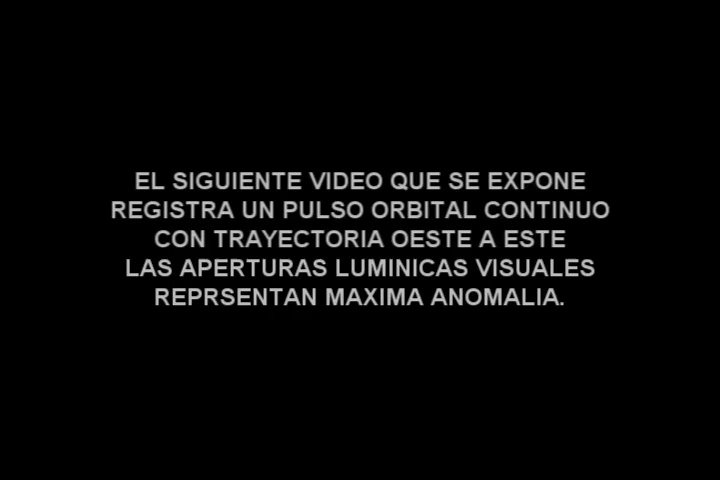 EL SIGUIENTE VIDEO QUE SE EXPONE
REGISTRA UN PULSO ORBITAL CONTINUO
CON TRAYECTORIA OESTE A ESTE
LAS APERTURAS LUMINICAS VISUALES
REPRSENTAN MAXIMA ANOMALIA.